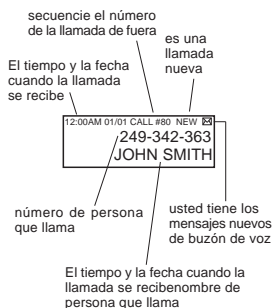 secuencie el número
de la llamada de fuera
es una
llamada
nueva
El tiempo y la fecha
cuando la llamada
se recibe
12:00AM 01/01 CALL #80 NEW
249-342-363
JOHN SMITH
número de persona
que llama
usted tiene los
mensajes nuevos
de buzón de voz
El tiempo y la fecha cuando la
llamada se recibenombre de
persona que llama